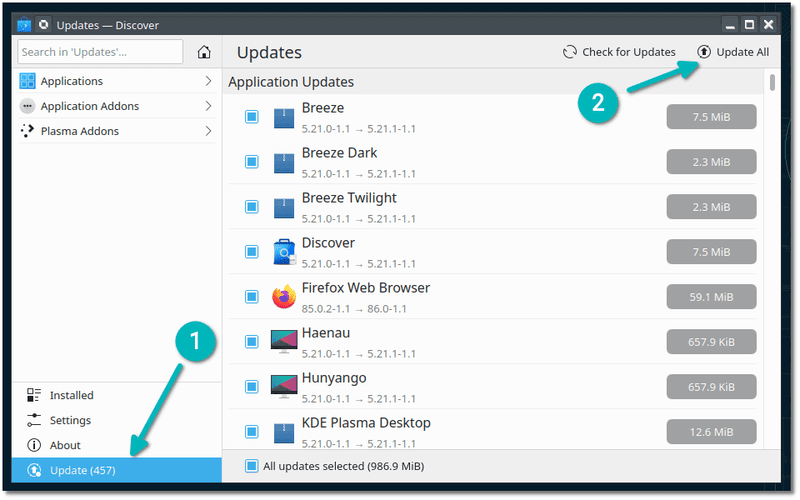 Updates — Discover
Search in 'Updates'...
Updates
Check for Updates
Update All
Applications
Application Addons
Plasma Addons
1
Installed
Settings
About
Update (457)
2
Application Updates
Breeze
5.21.0-1.1 → 5.21.1-1.1
7.5 MiB
Breeze Dark
5.21.0-1.1 → 5.21.1-1.1
2.3 MiB
Breeze Twilight
5.21.0-1.1 → 5.21.1-1.1
2.3 MiB
Discover
5.21.0-1.1 → 5.21.1-1.1
7.5 MiB
Firefox Web Browser
85.0.2-1.1 → 86.0-1.1
59.1 MiB
Haenau
5.21.0-1.1 → 5.21.1-1.1
657.9 KiB
Hunyango
5.21.0-1.1 → 5.21.1-1.1
657.9 KiB
KDE Plasma Desktop
5.21.0-1.1 → 5.21.1-1.1
12.6 MiB
All updates selected (986.9 MiB)